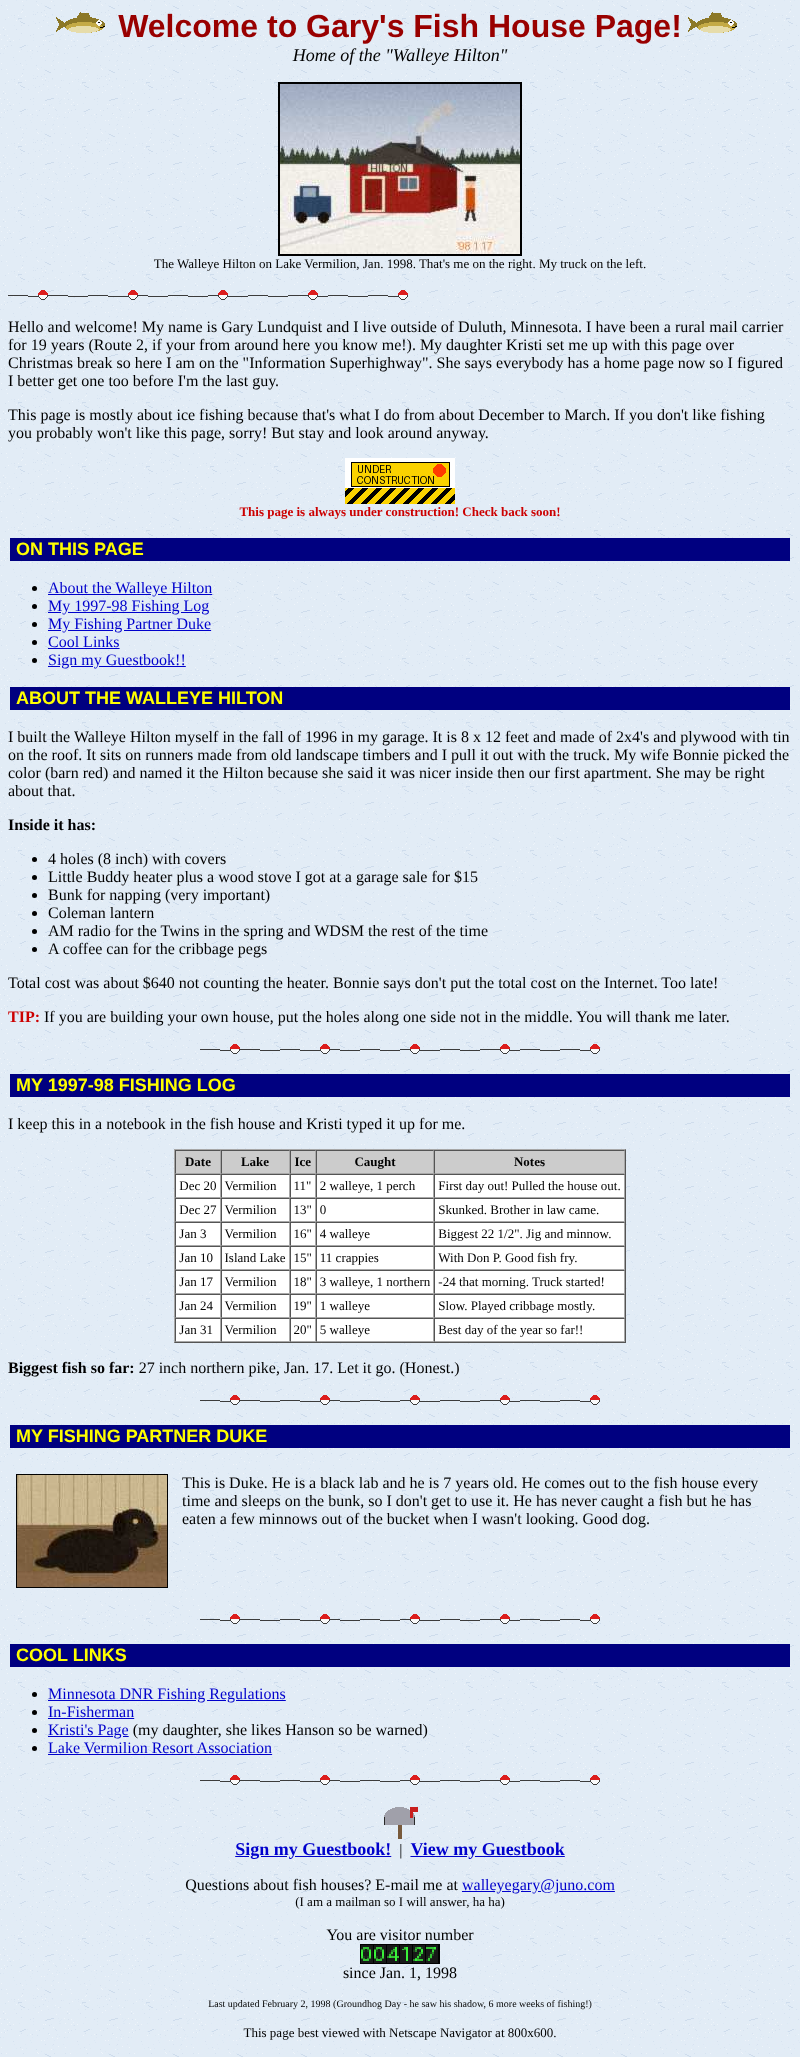 Welcome to Gary's Fish House Page!
Home of the "Walleye Hilton"
HILTON
'98 1 17
The Walleye Hilton on Lake Vermilion, Jan. 1998. That's me on the right. My truck on the left.
Hello and welcome! My name is Gary Lundquist and I live outside of Duluth, Minnesota. I have been a rural mail carrier
for 19 years (Route 2, if your from around here you know me!). My daughter Kristi set me up with this page over
Christmas break so here I am on the "Information Superhighway". She says everybody has a home page now so I figured
I better get one too before I'm the last guy.
This page is mostly about ice fishing because that's what I do from about December to March. If you don't like fishing
you probably won't like this page, sorry! But stay and look around anyway.
UNDER
CONSTRUCTION
This page is always under construction! Check back soon!
ON THIS PAGE
About the Walleye Hilton
My 1997-98 Fishing Log
My Fishing Partner Duke
Cool Links
Sign my Guestbook!!
ABOUT THE WALLEYE HILTON
I built the Walleye Hilton myself in the fall of 1996 in my garage. It is 8 x 12 feet and made of 2x4's and plywood with tin
on the roof. It sits on runners made from old landscape timbers and I pull it out with the truck. My wife Bonnie picked the
color (barn red) and named it the Hilton because she said it was nicer inside then our first apartment. She may be right
about that.
Inside it has:
4 holes (8 inch) with covers
Little Buddy heater plus a wood stove I got at a garage sale for $15
Bunk for napping (very important)
Coleman lantern
AM radio for the Twins in the spring and WDSM the rest of the time
A coffee can for the cribbage pegs
Total cost was about $640 not counting the heater. Bonnie says don't put the total cost on the Internet. Too late!
TIP: If you are building your own house, put the holes along one side not in the middle. You will thank me later.
MY 1997-98 FISHING LOG
I keep this in a notebook in the fish house and Kristi typed it up for me.
Date Lake Ice Caught Notes
Dec 20 Vermilion 11" 2 walleye, 1 perch First day out! Pulled the house out.
Dec 27 Vermilion 13" 0 Skunked. Brother in law came.
Jan 3 Vermilion 16" 4 walleye Biggest 22 1/2". Jig and minnow.
Jan 10 Island Lake 15" 11 crappies With Don P. Good fish fry.
Jan 17 Vermilion 18" 3 walleye, 1 northern -24 that morning. Truck started!
Jan 24 Vermilion 19" 1 walleye Slow. Played cribbage mostly.
Jan 31 Vermilion 20" 5 walleye Best day of the year so far!!
Biggest fish so far: 27 inch northern pike, Jan. 17. Let it go. (Honest.)
MY FISHING PARTNER DUKE
This is Duke. He is a black lab and he is 7 years old. He comes out to the fish house every
time and sleeps on the bunk, so I don't get to use it. He has never caught a fish but he has
eaten a few minnows out of the bucket when I wasn't looking. Good dog.
COOL LINKS
Minnesota DNR Fishing Regulations
In-Fisherman
Kristi's Page (my daughter, she likes Hanson so be warned)
Lake Vermilion Resort Association
Sign my Guestbook! | View my Guestbook
Questions about fish houses? E-mail me at walleyegary@juno.com
(I am a mailman so I will answer, ha ha)
You are visitor number
004127
since Jan. 1, 1998
Last updated February 2, 1998 (Groundhog Day - he saw his shadow, 6 more weeks of fishing!)
This page best viewed with Netscape Navigator at 800x600.